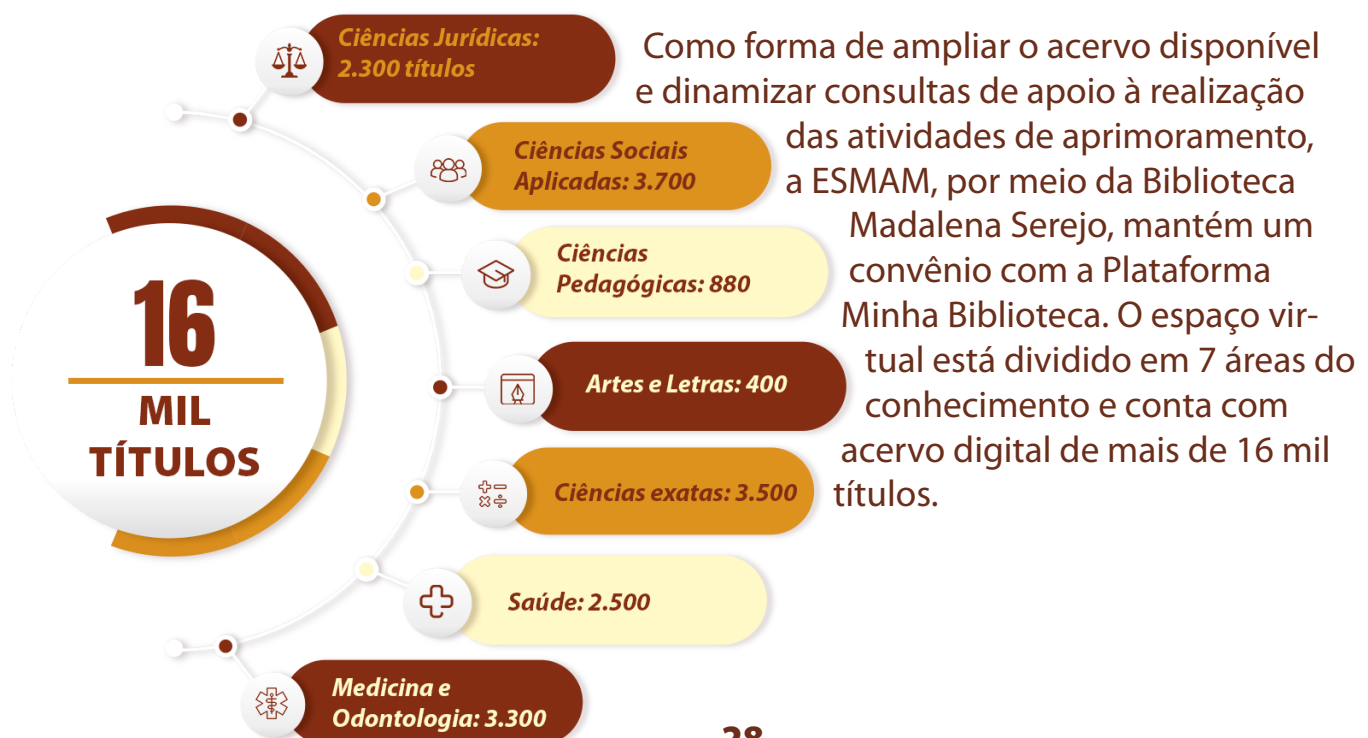 Ciências Jurídicas:
2.300 títulos
Ciências Sociais
Aplicadas: 3.700
Ciências
Pedagógicas: 880
Artes e Letras: 400
Ciências exatas: 3.500
Saúde: 2.500
Medicina e
Odontologia: 3.300
16
MIL
TÍTULOS
Como forma de ampliar o acervo disponível
e dinamizar consultas de apoio à realização
das atividades de aprimoramento,
a ESMAM, por meio da Biblioteca
Madalena Serejo, mantém um
convênio com a Plataforma
Minha Biblioteca. O espaço vir-
tual está dividido em 7 áreas do
conhecimento e conta com
acervo digital de mais de 16 mil
títulos.
28